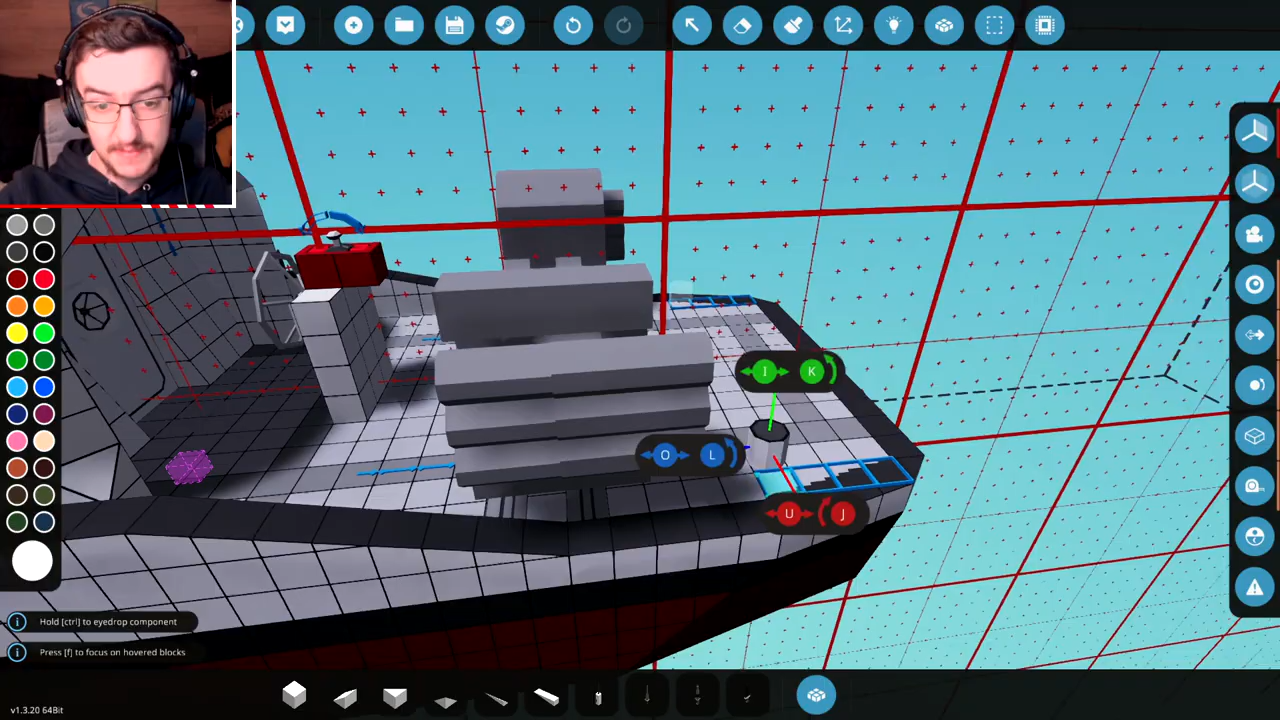 I K
O L
U J
Hold [ctrl] to eyedrop component
Press [f] to focus on hovered blocks
v1.3.20 64Bit